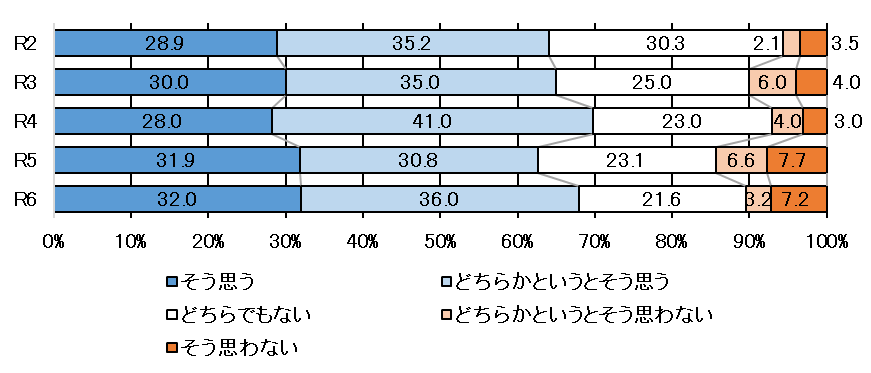 R2 28.9 35.2 30.3 2.1 3.5
R3 30.0 35.0 25.0 6.0 4.0
R4 28.0 41.0 23.0 4.0 3.0
R5 31.9 30.8 23.1 6.6 7.7
R6 32.0 36.0 21.6 3.2 7.2
0% 10% 20% 30% 40% 50% 60% 70% 80% 90% 100%
そう思う どちらかというとそう思う
どちらでもない どちらかというとそう思わない
そう思わない